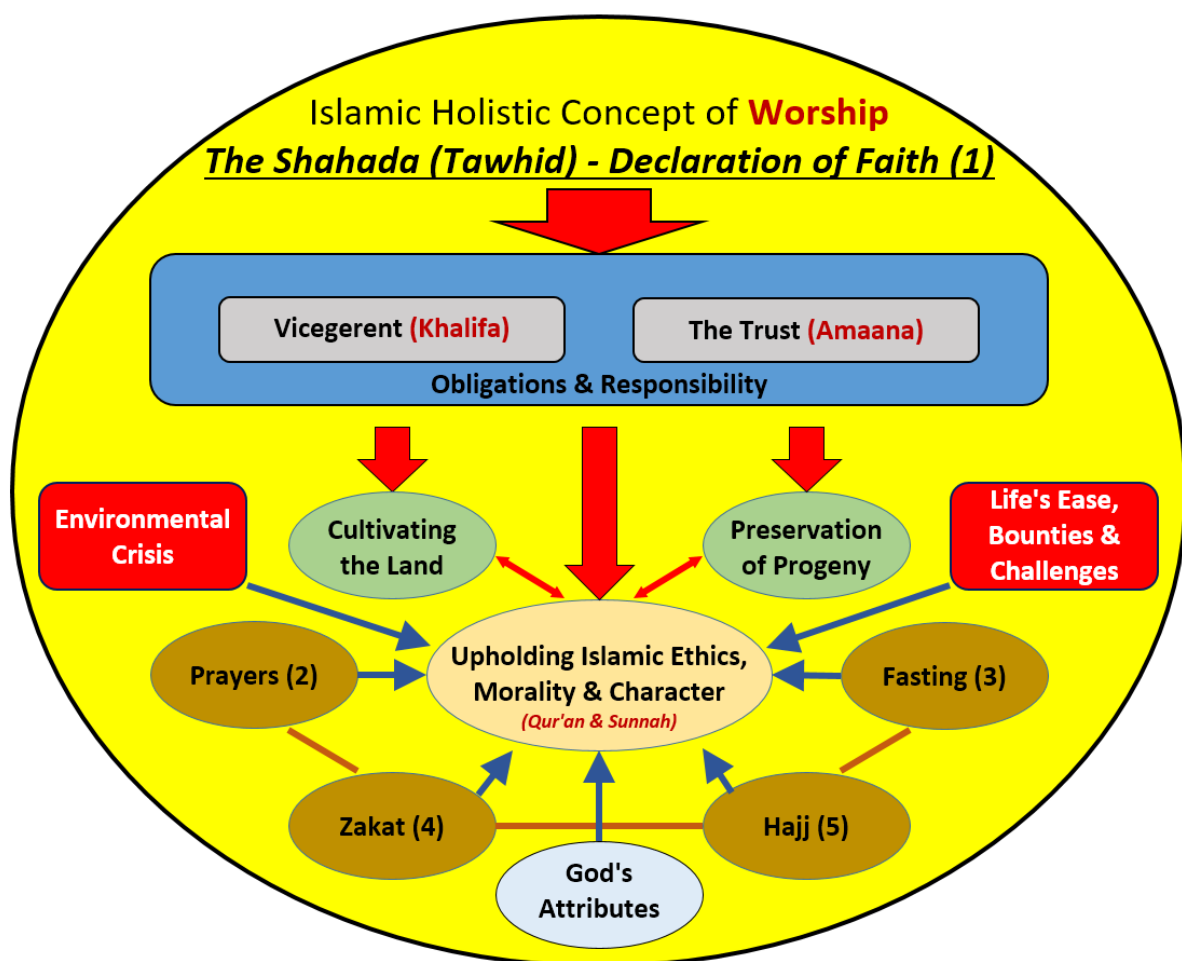 Islamic Holistic Concept of Worship
The Shahada (Tawhid) - Declaration of Faith (1)
Vicegerent (Khalifa)
The Trust (Amaana)
Obligations & Responsibility
Environmental
Crisis
Cultivating
the Land
Preservation
of Progeny
Life's Ease,
Bounties &
Challenges
Prayers (2)
Upholding Islamic Ethics,
Morality & Character
(Qur'an & Sunnah)
Fasting (3)
Zakat (4)
Hajj (5)
God's
Attributes